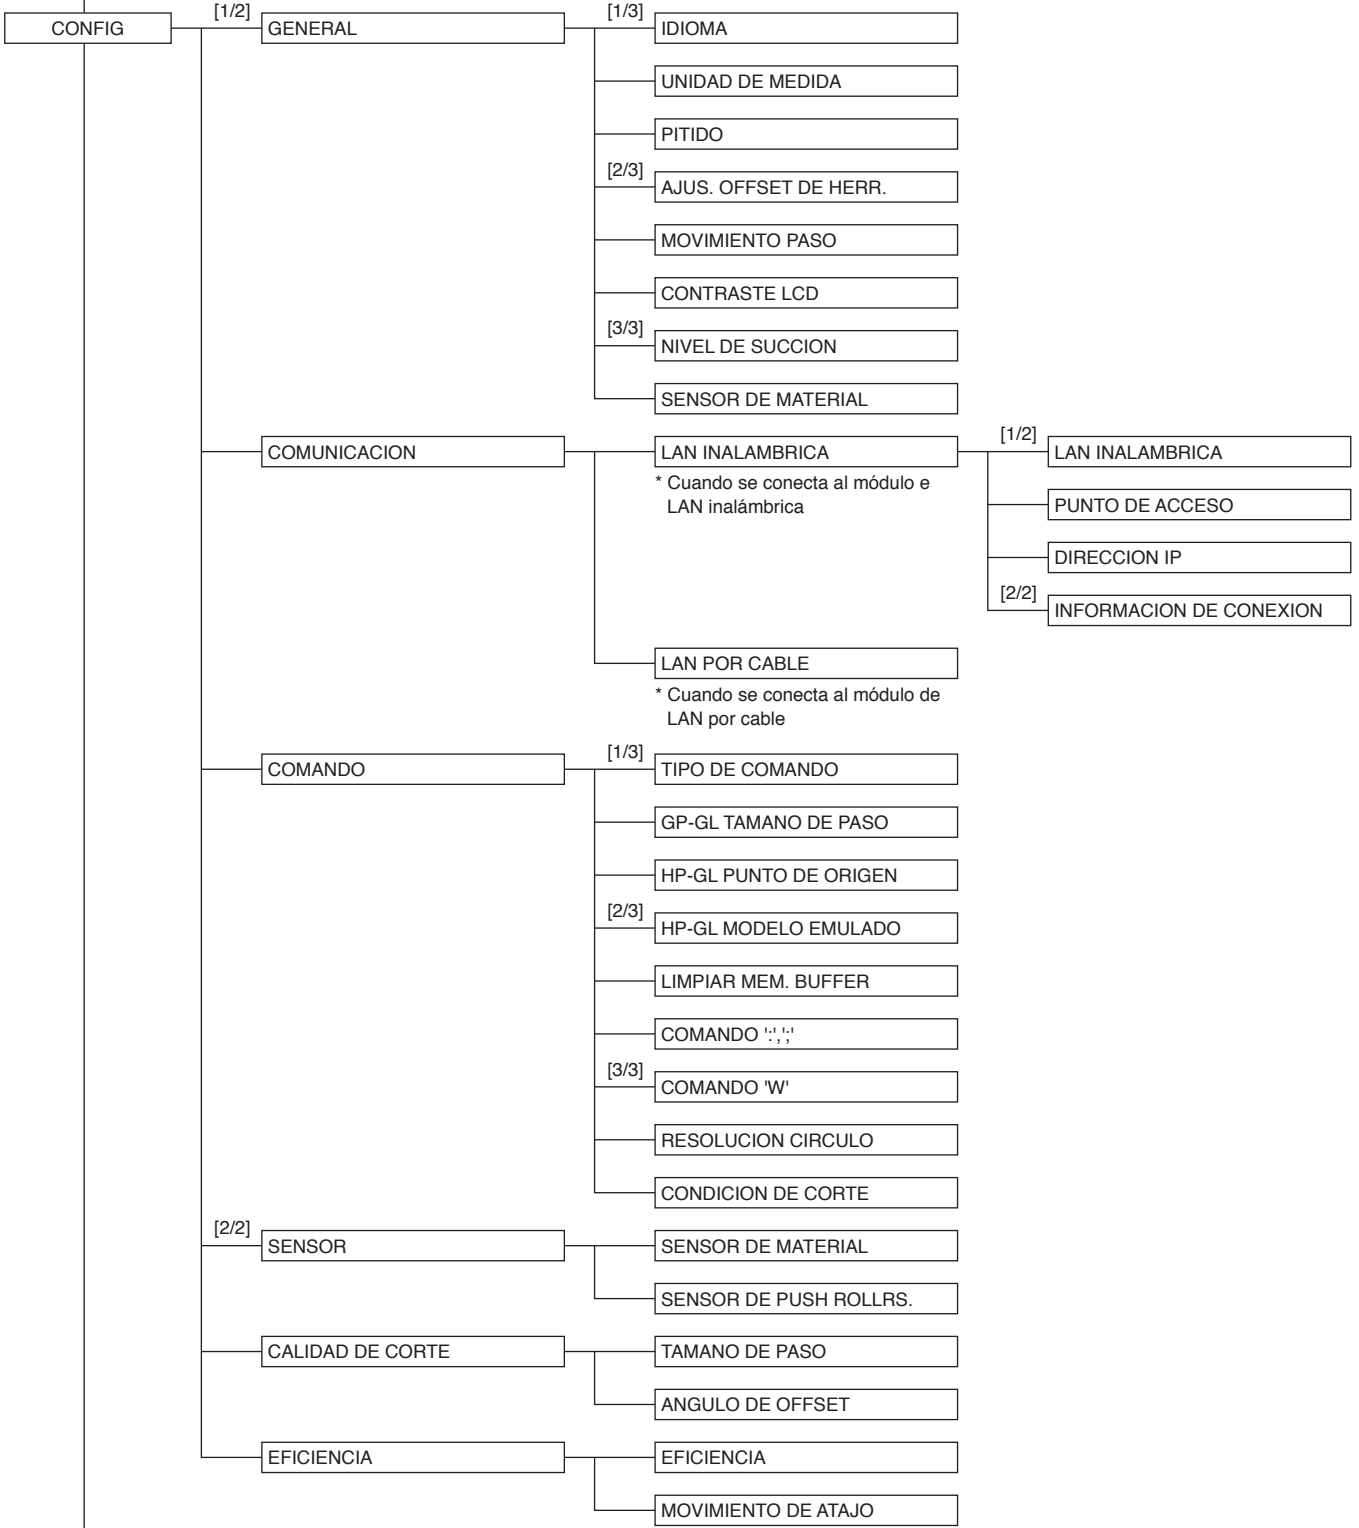 CONFIG
[1/2]
GENERAL
[1/3]
IDIOMA
UNIDAD DE MEDIDA
PITIDO
[2/3]
AJUS. OFFSET DE HERR.
MOVIMIENTO PASO
CONTRASTE LCD
[3/3]
NIVEL DE SUCCION
SENSOR DE MATERIAL
COMUNICACION
LAN INALAMBRICA
* Cuando se conecta al módulo e
LAN inalámbrica
[1/2]
LAN INALAMBRICA
PUNTO DE ACCESO
DIRECCION IP
[2/2]
INFORMACION DE CONEXION
LAN POR CABLE
* Cuando se conecta al módulo de
LAN por cable
COMANDO
[1/3]
TIPO DE COMANDO
GP-GL TAMANO DE PASO
HP-GL PUNTO DE ORIGEN
[2/3]
HP-GL MODELO EMULADO
LIMPIAR MEM. BUFFER
COMANDO ':',';'
[3/3]
COMANDO 'W'
RESOLUCION CIRCULO
CONDICION DE CORTE
[2/2]
SENSOR
SENSOR DE MATERIAL
SENSOR DE PUSH ROLLRS.
CALIDAD DE CORTE
TAMANO DE PASO
ANGULO DE OFFSET
EFICIENCIA
EFICIENCIA
MOVIMIENTO DE ATAJO